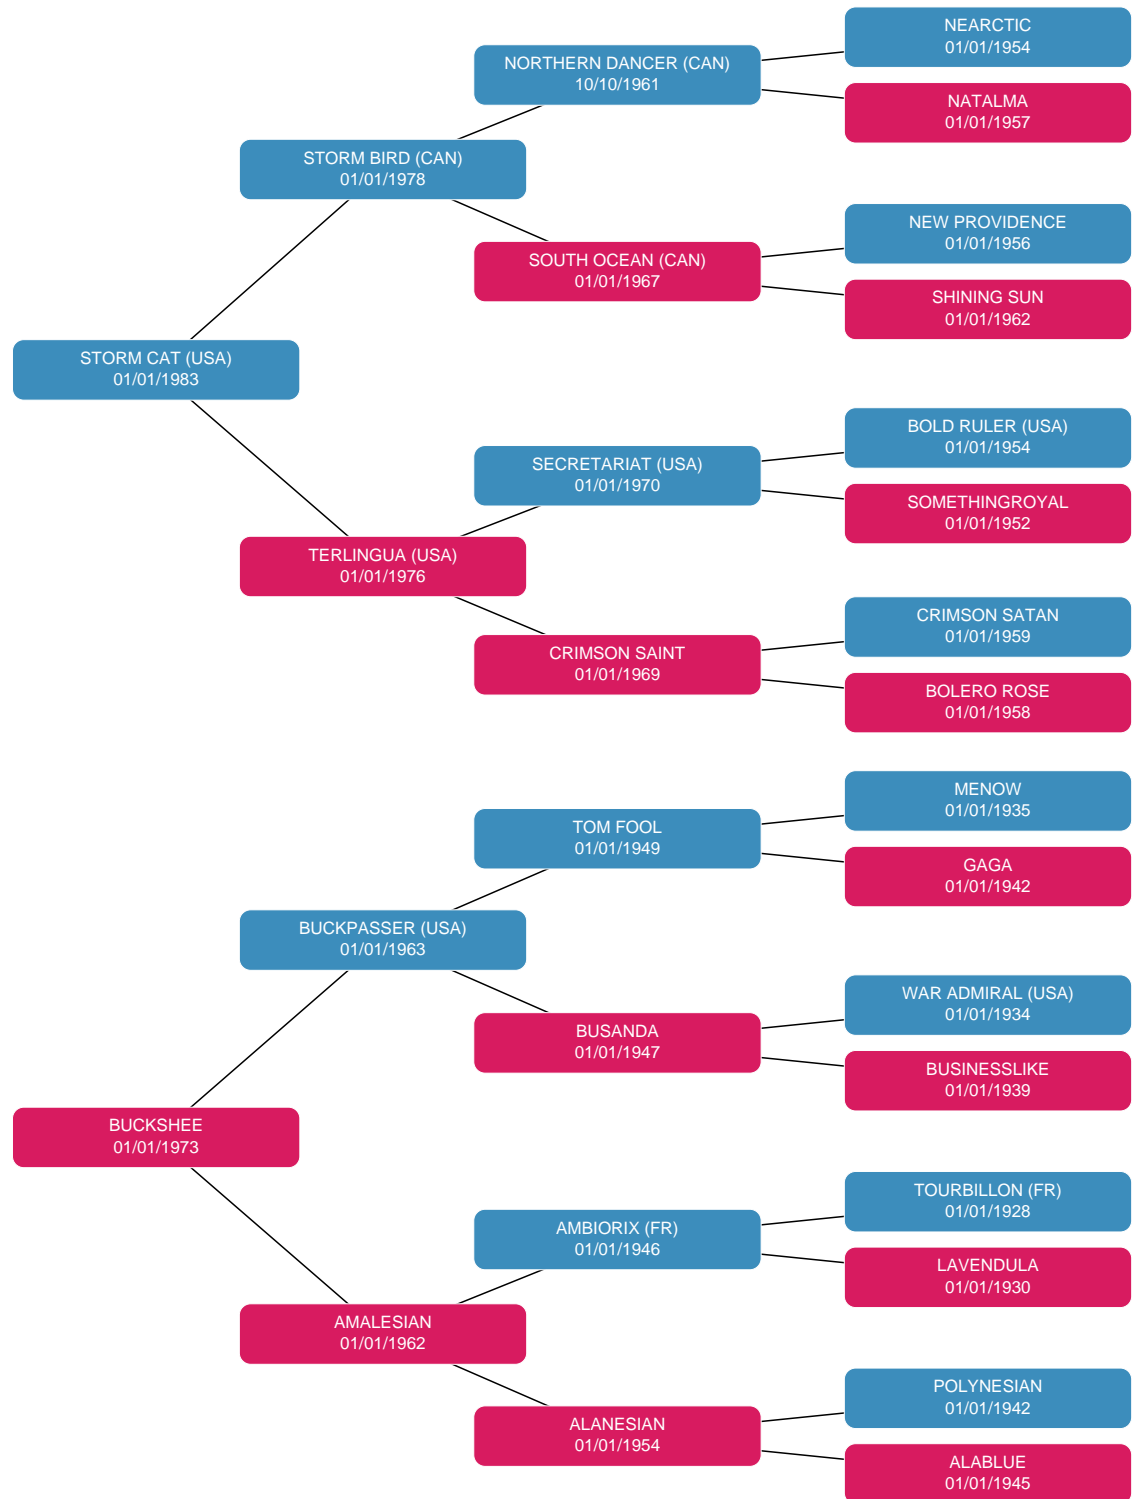 NEARCTIC
01/01/1954
NORTHERN DANCER (CAN)
10/10/1961
NATALMA
01/01/1957
STORM BIRD (CAN)
01/01/1978
NEW PROVIDENCE
01/01/1956
SOUTH OCEAN (CAN)
01/01/1967
SHINING SUN
01/01/1962
STORM CAT (USA)
01/01/1983
BOLD RULER (USA)
01/01/1954
SECRETARIAT (USA)
01/01/1970
SOMETHINGROYAL
01/01/1952
TERLINGUA (USA)
01/01/1976
CRIMSON SATAN
01/01/1959
CRIMSON SAINT
01/01/1969
BOLERO ROSE
01/01/1958
MENOW
01/01/1935
TOM FOOL
01/01/1949
GAGA
01/01/1942
BUCKPASSER (USA)
01/01/1963
WAR ADMIRAL (USA)
01/01/1934
BUSANDA
01/01/1947
BUSINESSLIKE
01/01/1939
BUCKSHEE
01/01/1973
TOURBILLON (FR)
01/01/1928
AMBIORIX (FR)
01/01/1946
LAVENDULA
01/01/1930
AMALESIAN
01/01/1962
POLYNESIAN
01/01/1942
ALANESIAN
01/01/1954
ALABLUE
01/01/1945